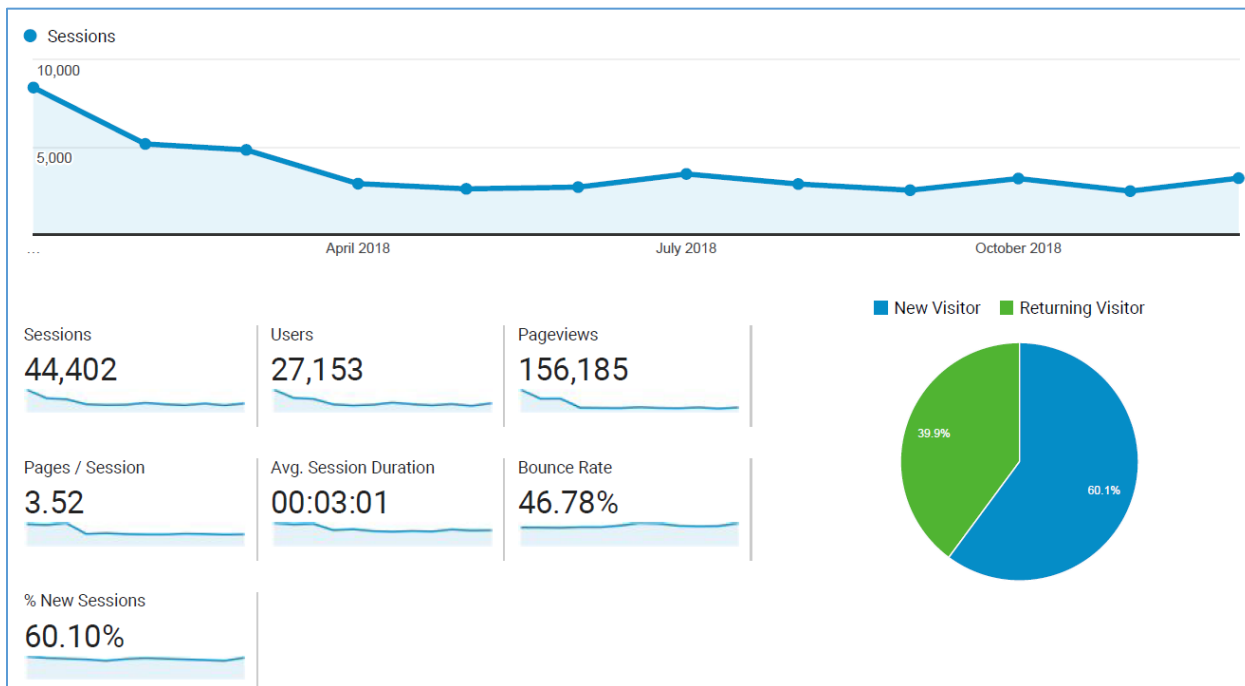 Sessions
10,000
5,000
...
April 2018
July 2018
October 2018
New Visitor
Returning Visitor
Sessions
44,402
Users
27,153
Pageviews
156,185
39.9%
60.1%
Pages / Session
3.52
Avg. Session Duration
00:03:01
Bounce Rate
46.78%
% New Sessions
60.10%